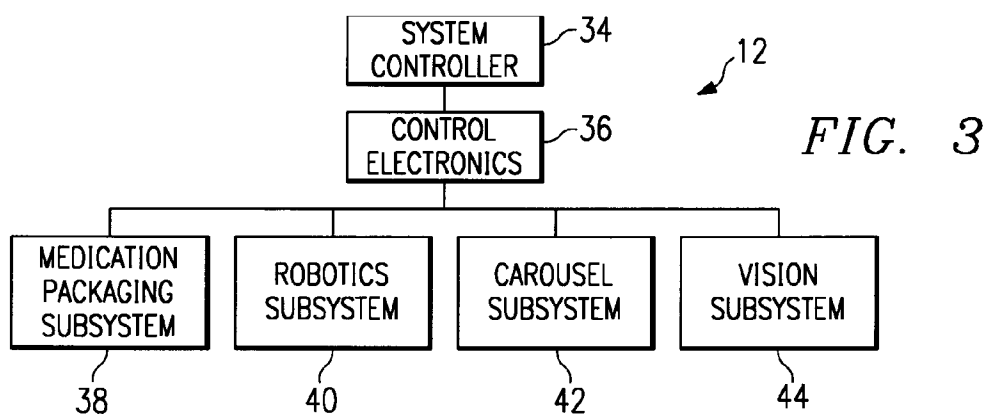 SYSTEM
CONTROLLER
34
12
CONTROL
ELECTRONICS
36
FIG. 3
MEDICATION
PACKAGING
SUBSYSTEM
ROBOTICS
SUBSYSTEM
CAROUSEL
SUBSYSTEM
VISION
SUBSYSTEM
38
40
42
44